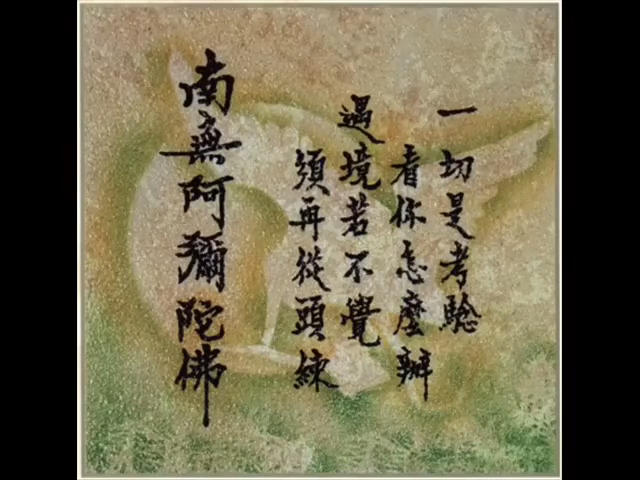 一切是考驗
看你怎麼辦
遇境若不覺
須再從頭練
南無阿彌陀佛